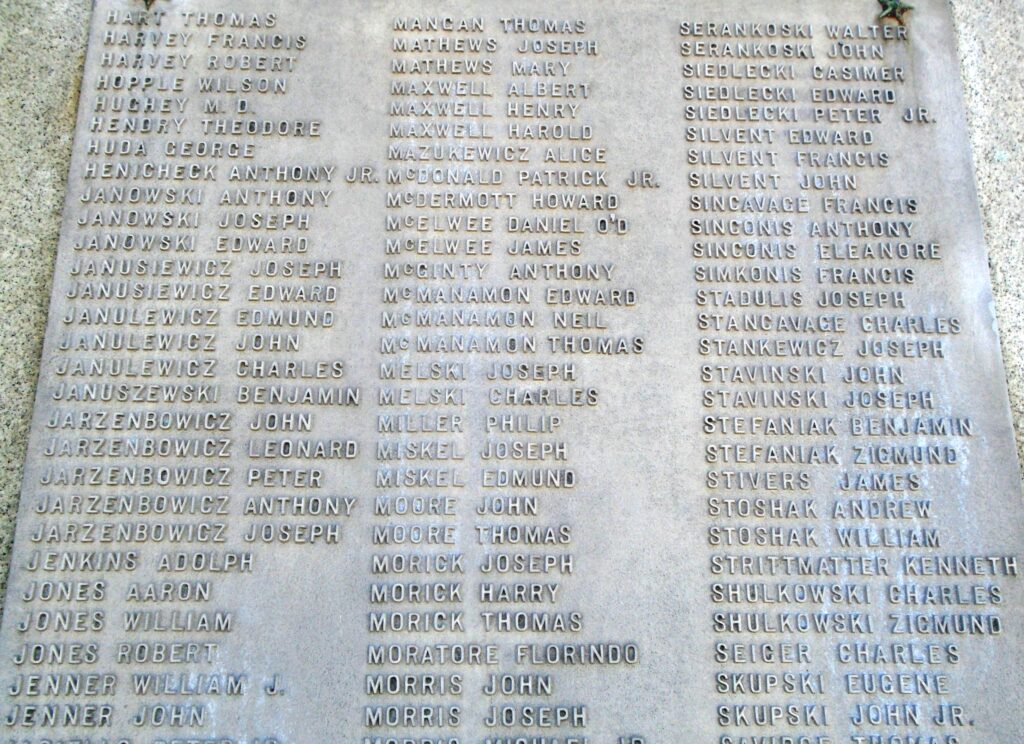 HART THOMAS
HARVEY FRANCIS
HARVEY ROBERT
HOPPLE WILSON
HUGHEY M. D.
HENDRY THEODORE
HUDA GEORGE
HENICHECK ANTHONY JR.
JANOWSKI ANTHONY
JANOWSKI JOSEPH
JANOWSKI EDWARD
JANUSIEWICZ JOSEPH
JANUSIEWICZ EDWARD
JANULEWICZ EDMUND
JANULEWICZ JOHN
JANULEWICZ CHARLES
JANUSZEWSKI BENJAMIN
JARZENBOWICZ JOHN
JARZENBOWICZ LEONARD
JARZENBOWICZ PETER
JARZENBOWICZ ANTHONY
JARZENBOWICZ JOSEPH
JENKINS ADOLPH
JONES AARON
JONES WILLIAM
JONES ROBERT
JENNER WILLIAM J.
JENNER JOHN
MANGAN THOMAS
MATHEWS JOSEPH
MATHEWS MARY
MAXWELL ALBERT
MAXWELL HENRY
MAXWELL HAROLD
MAZUKEWICZ ALICE
McDONALD PATRICK JR.
McDERMOTT HOWARD
McELWEE DANIEL O'D
McELWEE JAMES
McGINTY ANTHONY
McMANAMON EDWARD
McMANAMON NEIL
McMANAMON THOMAS
MELSKI JOSEPH
MELSKI CHARLES
MILLER PHILIP
MISKEL JOSEPH
MISKEL EDMUND
MOORE JOHN
MOORE THOMAS
MORICK JOSEPH
MORICK HARRY
MORICK THOMAS
MORATORE FLORINDO
MORRIS JOHN
MORRIS JOSEPH
MORRIS MICHAEL JR.
SERANKOSKI WALTER
SERANKOSKI JOHN
SIEDLECKI CASIMER
SIEDLECKI EDWARD
SIEDLECKI PETER JR.
SILVENT EDWARD
SILVENT FRANCIS
SILVENT JOHN
SINCAVAGE FRANCIS
SINCONIS ANTHONY
SINCONIS ELEANORE
SIMKONIS FRANCIS
STADULIS JOSEPH
STANCAVAGE CHARLES
STANKEWICZ JOSEPH
STAVINSKI JOHN
STAVINSKI JOSEPH
STEFANIAK BENJAMIN
STEFANIAK ZIGMUND
STIVERS JAMES
STOSHAK ANDREW
STOSHAK WILLIAM
STRITTMATTER KENNETH
SHULKOWSKI CHARLES
SHULKOWSKI ZIGMUND
SEIGER CHARLES
SKUPSKI EUGENE
SKUPSKI JOHN JR.
SAVIDGE THOMAS